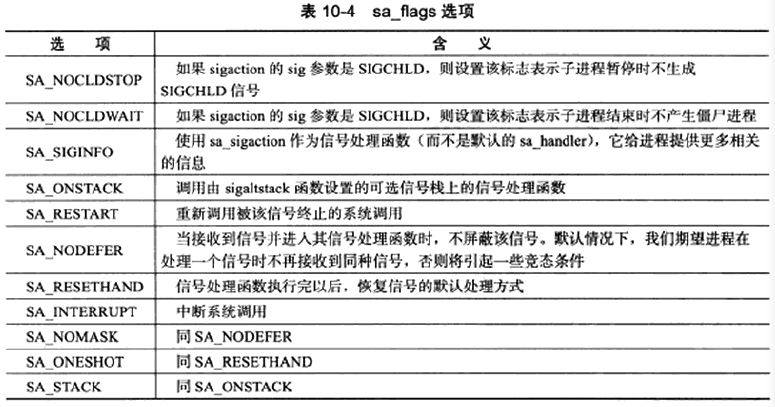 表 10-4 sa_flags 选项
选 项 含 义
SA_NOCLDSTOP 如果 sigaction 的 sig 参数是 SIGCHLD，则设置该标志表示子进程暂停时不生成
SIGCHLD 信号
SA_NOCLDWAIT 如果 sigaction 的 sig 参数是 SIGCHLD，则设置该标志表示子进程结束时不产生僵尸进程
SA_SIGINFO 使用 sa_sigaction 作为信号处理函数（而不是默认的 sa_handler），它给进程提供更多相关
的信息
SA_ONSTACK 调用由 sigaltstack 函数设置的可选信号栈上的信号处理函数
SA_RESTART 重新调用被该信号终止的系统调用
SA_NODEFER 当接收到信号并进入其信号处理函数时，不屏蔽该信号。默认情况下，我们期望进程在
处理一个信号时不再接收到同种信号，否则将引起一些竞态条件
SA_RESETHAND 信号处理函数执行完以后，恢复信号的默认处理方式
SA_INTERRUPT 中断系统调用
SA_NOMASK 同 SA_NODEFER
SA_ONESHOT 同 SA_RESETHAND
SA_STACK 同 SA_ONSTACK